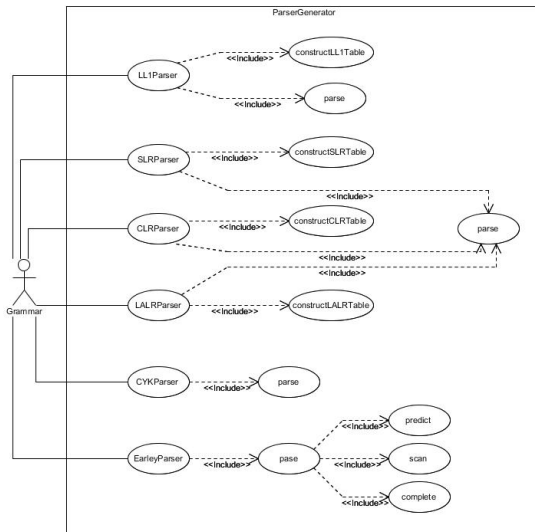 ParserGenerator
constructLL1Table
<<Include>>
LL1Parser
<<Include>>
parse
SLRParser
<<Include>>
constructSLRTable
<<Include>>
CLRParser
<<Include>>
constructCLRTable
parse
<<Include>>
<<Include>>
Grammar
LALRParser
<<Include>>
constructLALRTable
CYKParser
<<Include>>
parse
predict
<<Include>>
EarleyParser
<<Include>>
pase
<<Include>>
scan
<<Include>>
complete